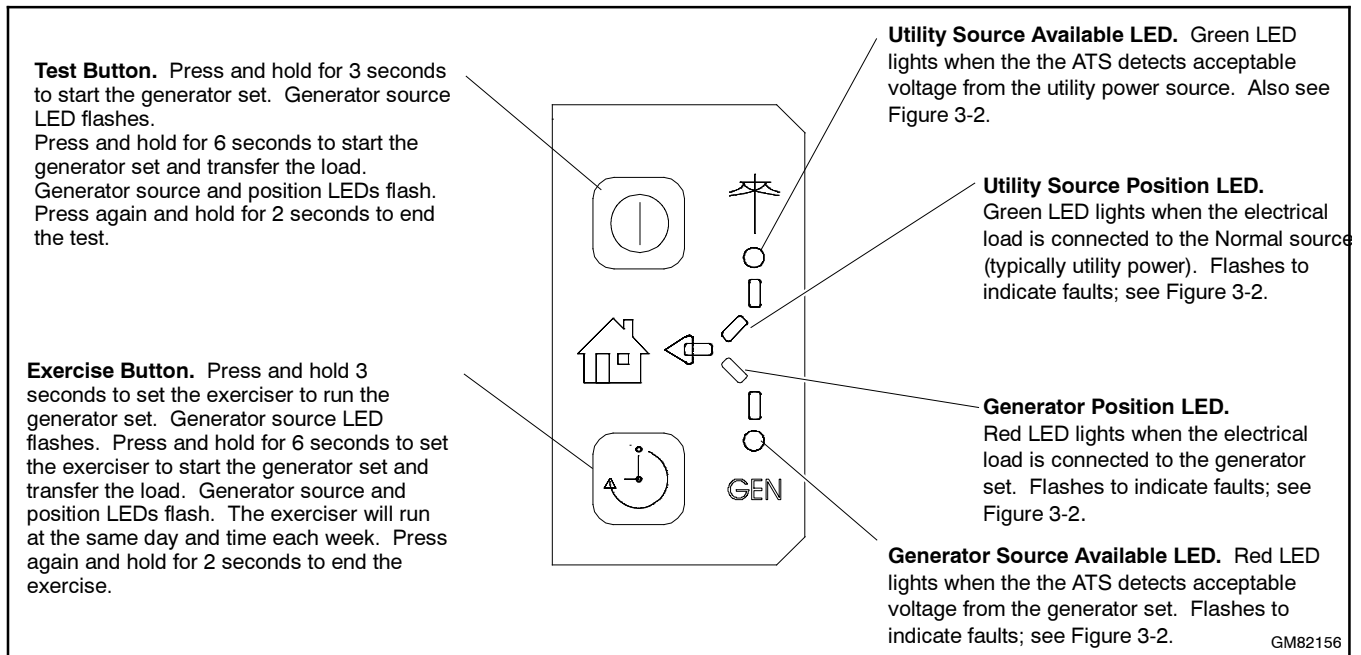 Test Button. Press and hold for 3 seconds
to start the generator set. Generator source
LED flashes.
Press and hold for 6 seconds to start the
generator set and transfer the load.
Generator source and position LEDs flash.
Press again and hold for 2 seconds to end
the test.
Exercise Button. Press and hold 3
seconds to set the exerciser to run the
generator set. Generator source LED
flashes. Press and hold for 6 seconds to set
the exerciser to start the generator set and
transfer the load. Generator source and
position LEDs flash. The exerciser will run
at the same day and time each week. Press
again and hold for 2 seconds to end the
exercise.
GEN
Utility Source Available LED. Green LED
lights when the the ATS detects acceptable
voltage from the utility power source. Also see
Figure 3-2.
Utility Source Position LED.
Green LED lights when the electrical
load is connected to the Normal source
(typically utility power). Flashes to
indicate faults; see Figure 3-2.
Generator Position LED.
Red LED lights when the electrical
load is connected to the generator
set. Flashes to indicate faults; see
Figure 3-2.
Generator Source Available LED. Red LED
lights when the the ATS detects acceptable
voltage from the generator set. Flashes to
indicate faults; see Figure 3-2.
GM82156